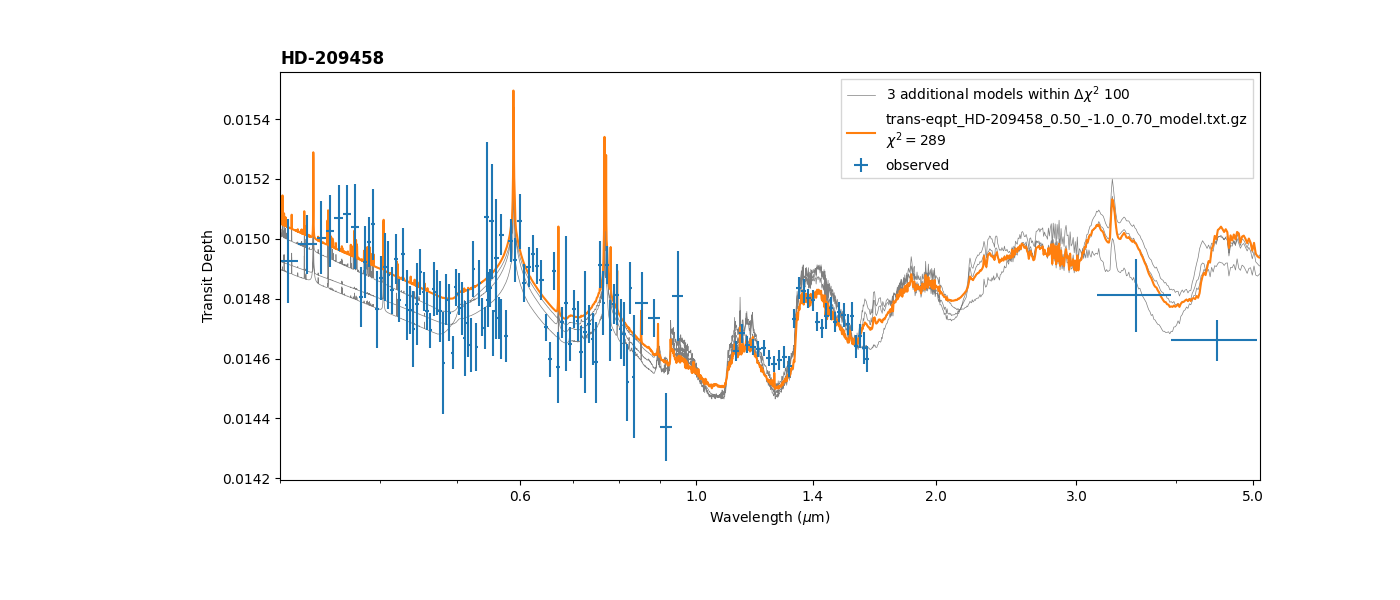 HD-209458
3 additional models within Δχ² 100
trans-eqpt_HD-209458_0.50_-1.0_0.70_model.txt.gz
χ² = 289
observed
0.0154
0.0152
0.0150
0.0148
0.0146
0.0144
0.0142
Transit Depth
0.6 1.0 1.4 2.0 3.0 5.0
Wavelength (μm)